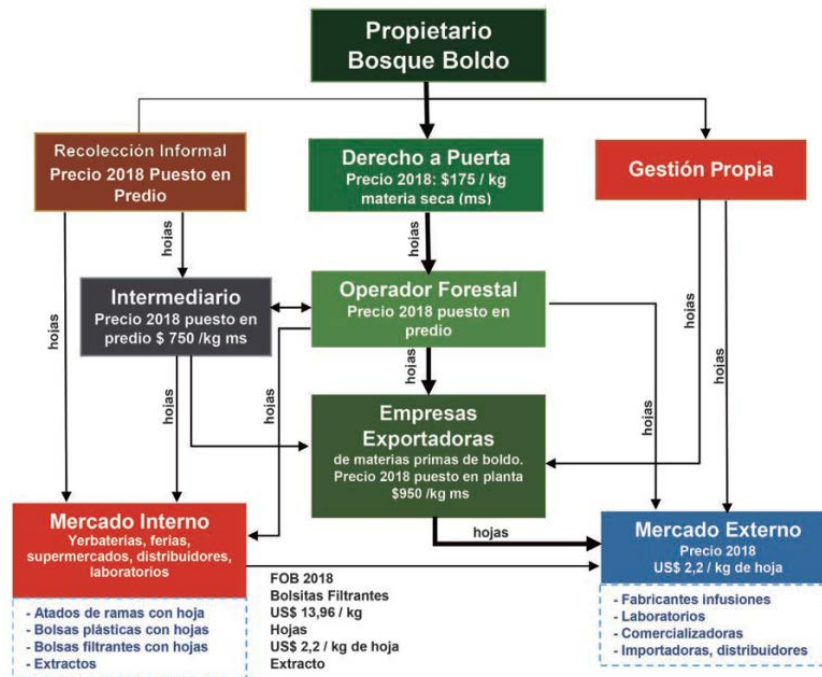 Propietario
Bosque Boldo
Recolección Informal
Precio 2018 Puesto en
Predio
Derecho a Puerta
Precio 2018: $175 / kg
materia seca (ms)
Gestión Propia
hojas
hojas
Intermediario
Precio 2018 puesto en
predio $ 750 /kg ms
Operador Forestal
Precio 2018 puesto en
predio
hojas
hojas
hojas
hojas
hojas
hojas
hojas
hojas
Empresas
Exportadoras
de materias primas de boldo.
Precio 2018 puesto en planta
$950 /kg ms
Mercado Interno
Yerbaterias, ferias,
supermercados, distribuidores,
laboratorios
- Atados de ramas con hoja
- Bolsas plásticas con hojas
- Bolsas filtrantes con hojas
- Extractos
hojas
FOB 2018
Bolsitas Filtrantes
US$ 13,96 / kg
Hojas
US$ 2,2 / kg de hoja
Extracto
Mercado Externo
Precio 2018
US$ 2,2 / kg de hoja
- Fabricantes infusiones
- Laboratorios
- Comercializadoras
- Importadoras, distribuidores